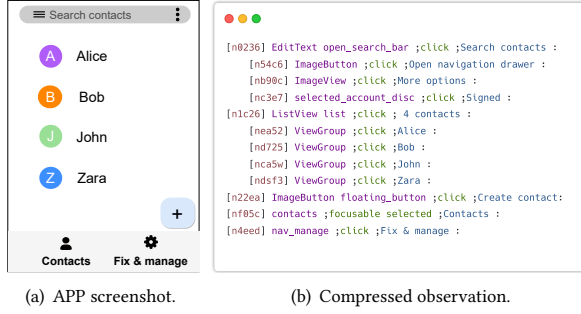 Search contacts
A Alice
B Bob
J John
Z Zara
+
Contacts Fix & manage
(a) APP screenshot.
[n0236] EditText open_search_bar ;click ;Search contacts :
[n54c6] ImageButton ;click ;Open navigation drawer :
[nb90c] ImageView ;click ;More options :
[nc3e7] selected_account_disc ;click ;Signed :
[n1c26] ListView list ;click ; 4 contacts :
[nea52] ViewGroup ;click ;Alice :
[nd725] ViewGroup ;click ;Bob :
[nca5w] ViewGroup ;click ;John :
[ndsf3] ViewGroup ;click ;Zara :
[n22ea] ImageButton floating_button ;click ;Create contact:
[nf05c] contacts ;focusable selected ;Contacts :
[n4eed] nav_manage ;click ;Fix & manage :
(b) Compressed observation.